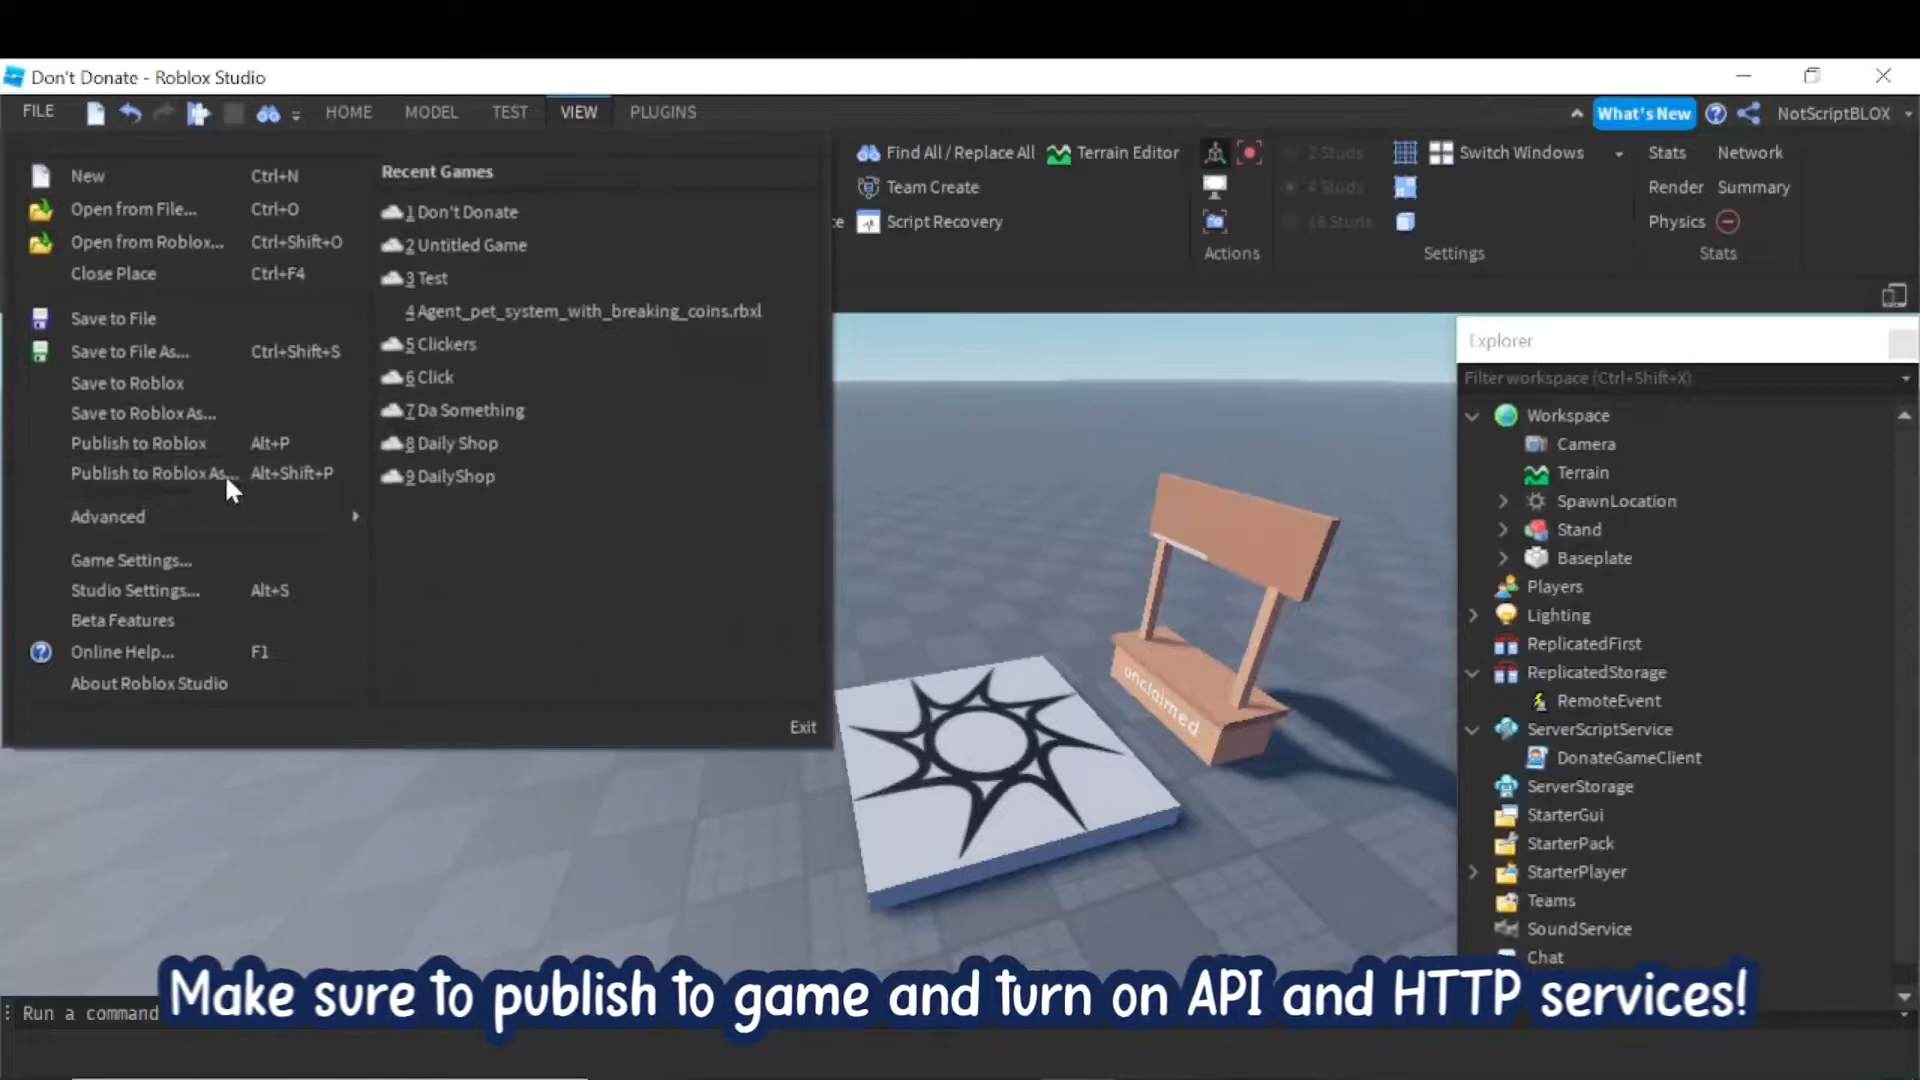 Don't Donate - Roblox Studio
FILE HOME MODEL TEST VIEW PLUGINS What's New NotScriptBLOX
New Ctrl+N
Open from File... Ctrl+O
Open from Roblox... Ctrl+Shift+O
Close Place Ctrl+F4
Save to File
Save to File As... Ctrl+Shift+S
Save to Roblox
Save to Roblox As...
Publish to Roblox Alt+P
Publish to Roblox As... Alt+Shift+P
Advanced
Game Settings...
Studio Settings... Alt+S
Beta Features
Online Help... F1
About Roblox Studio
Recent Games
1 Don't Donate
2 Untitled Game
3 Test
4 Agent_pet_system_with_breaking_coins.rbxl
5 Clickers
6 Click
7 Da Something
8 Daily Shop
9 DailyShop
Exit
Find All / Replace All Terrain Editor
Team Create
Script Recovery
Actions
2 Studs
4 Studs
16 Studs
Switch Windows
Settings
Stats Network
Render Summary
Physics
Stats
Explorer
Filter workspace (Ctrl+Shift+X)
Workspace
Camera
Terrain
SpawnLocation
Stand
Baseplate
Players
Lighting
ReplicatedFirst
ReplicatedStorage
RemoteEvent
ServerScriptService
DonateGameClient
ServerStorage
StarterGui
StarterPack
StarterPlayer
Teams
SoundService
Chat
unclaimed
Make sure to publish to game and turn on API and HTTP services!
Run a command